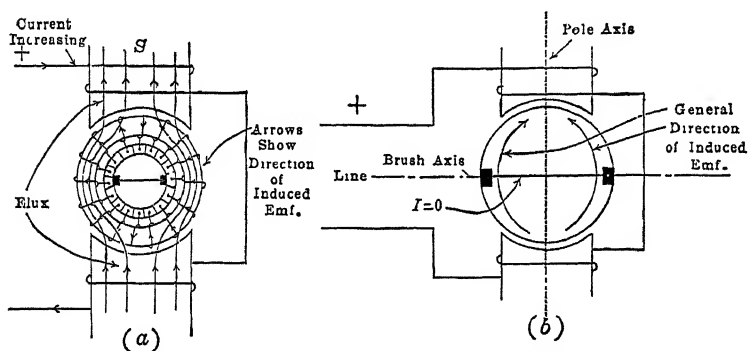 Current
Increasing
+
S
Arrows
Show
Direction
of Induced
Emf.
Flux
(a)
Pole Axis
+
General
Direction
of Induced
Emf.
Brush Axis
Line
I=0
(b)